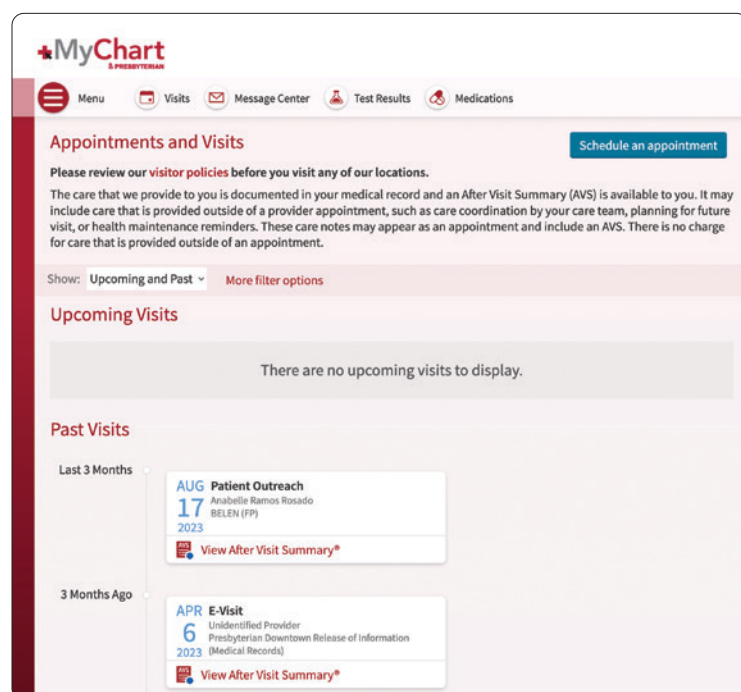 MyChart
& PRESBYTERIAN
Menu Visits Message Center Test Results Medications
Appointments and Visits
Schedule an appointment
Please review our visitor policies before you visit any of our locations.
The care that we provide to you is documented in your medical record and an After Visit Summary (AVS) is available to you. It may
include care that is provided outside of a provider appointment, such as care coordination by your care team, planning for future
visit, or health maintenance reminders. These care notes may appear as an appointment and include an AVS. There is no charge
for care that is provided outside of an appointment.
Show: Upcoming and Past More filter options
Upcoming Visits
There are no upcoming visits to display.
Past Visits
Last 3 Months
AUG Patient Outreach
17 Anabelle Ramos Rosado
BELEN (FP)
2023
AVS View After Visit Summary®
3 Months Ago
APR E-Visit
6 Unidentified Provider
Presbyterian Downtown Release of Information
2023 (Medical Records)
AVS View After Visit Summary®